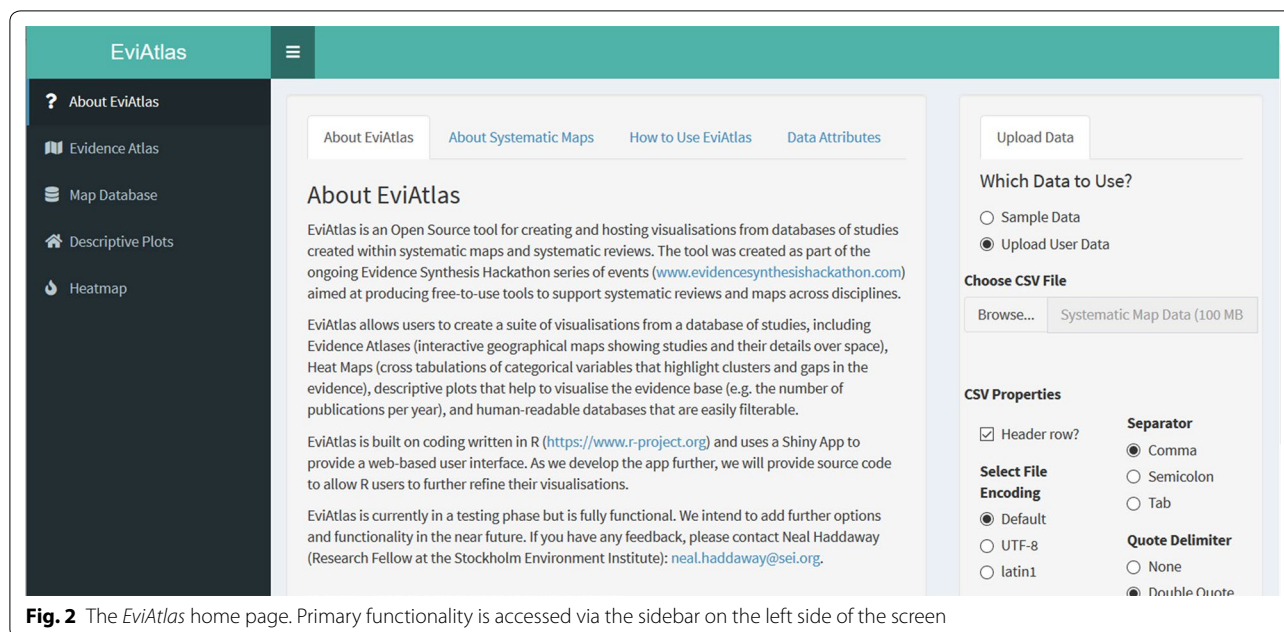 EviAtlas
About EviAtlas
Evidence Atlas
Map Database
Descriptive Plots
Heatmap
About EviAtlas
About Systematic Maps
How to Use EviAtlas
Data Attributes
About EviAtlas
EviAtlas is an Open Source tool for creating and hosting visualisations from databases of studies
created within systematic maps and systematic reviews. The tool was created as part of the
ongoing Evidence Synthesis Hackathon series of events (www.evidencesynthesishackathon.com)
aimed at producing free-to-use tools to support systematic reviews and maps across disciplines.
EviAtlas allows users to create a suite of visualisations from a database of studies, including
Evidence Atlases (interactive geographical maps showing studies and their details over space),
Heat Maps (cross tabulations of categorical variables that highlight clusters and gaps in the
evidence), descriptive plots that help to visualise the evidence base (e.g. the number of
publications per year), and human-readable databases that are easily filterable.
EviAtlas is built on coding written in R (https://www.r-project.org) and uses a Shiny App to
provide a web-based user interface. As we develop the app further, we will provide source code
to allow R users to further refine their visualisations.
EviAtlas is currently in a testing phase but is fully functional. We intend to add further options
and functionality in the near future. If you have any feedback, please contact Neal Haddaway
(Research Fellow at the Stockholm Environment Institute): neal.haddaway@sei.org.
Upload Data
Which Data to Use?
Sample Data
Upload User Data
Choose CSV File
Browse... Systematic Map Data (100 MB
CSV Properties
Header row?
Select File
Encoding
Default
UTF-8
latin1
Separator
Comma
Semicolon
Tab
Quote Delimiter
None
Double Quote
Fig. 2 The EviAtlas home page. Primary functionality is accessed via the sidebar on the left side of the screen